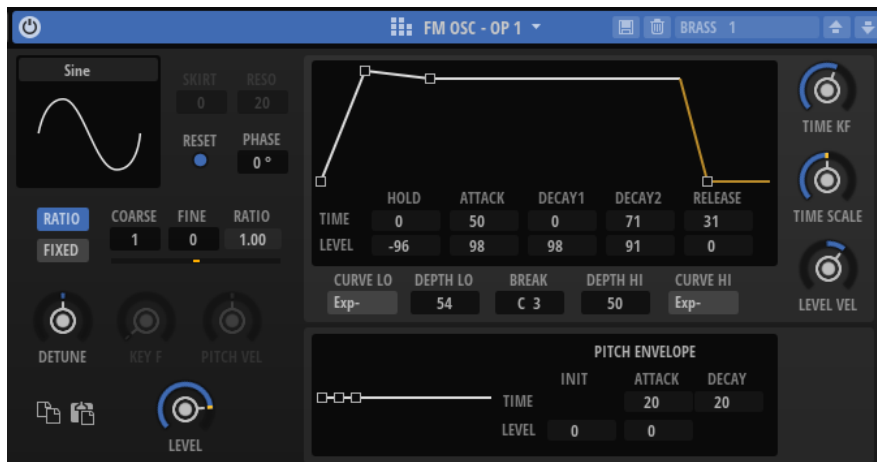 FM OSC - OP 1
BRASS 1
Sine
SKIRT RESO
0 20
RESET PHASE
0 °
RATIO
FIXED
COARSE FINE RATIO
1 0 1.00
DETUNE KEY F PITCH VEL
LEVEL
HOLD ATTACK DECAY1 DECAY2 RELEASE
TIME 0 50 0 71 31
LEVEL -96 98 98 91 0
CURVE LO DEPTH LO BREAK DEPTH HI CURVE HI
Exp- 54 C 3 50 Exp-
TIME KF
TIME SCALE
LEVEL VEL
PITCH ENVELOPE
INIT ATTACK DECAY
TIME 20 20
LEVEL 0 0